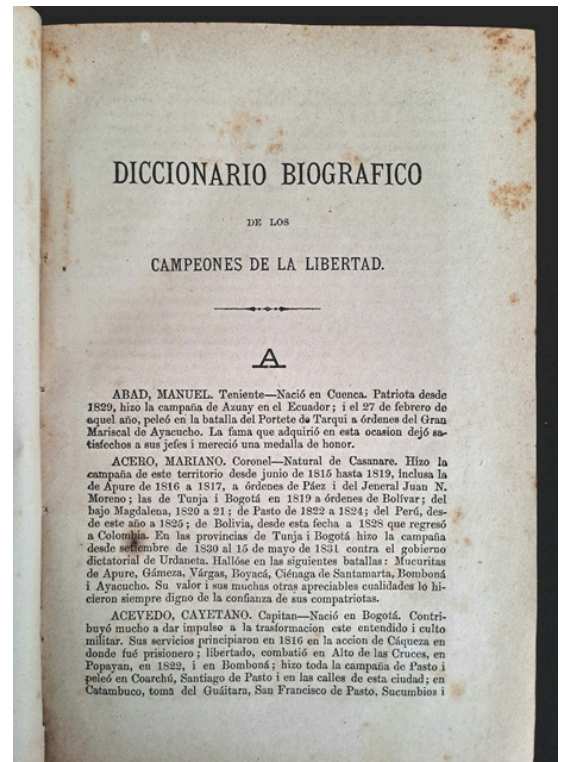 DICCIONARIO BIOGRAFICO
DE LOS
CAMPEONES DE LA LIBERTAD.
A
ABAD, MANUEL. Teniente—Nació en Cuenca. Patriota desde
1829, hizo la campaña de Azuay en el Ecuador; i el 27 de febrero de
aquel año, peleó en la batalla del Portete de Tarqui a órdenes del Gran
Mariscal de Ayacucho. La fama que adquirió en esta ocasion dejó sa-
tisfechos a sus jefes i mereció una medalla de honor.
ACERO, MARIANO. Coronel—Natural de Casanare. Hizo la
campaña de este territorio desde junio de 1815 hasta 1819, inclusa la
de Apure de 1816 a 1817, a órdenes de Páez i del Jeneral Juan N.
Moreno; las de Tunja i Bogotá en 1819 a órdenes de Bolívar; del
bajo Magdalena, 1820 a 21; de Pasto de 1822 a 1824; del Perú, des-
de este año a 1825; de Bolivia, desde esta fecha a 1828 que regresó
a Colombia. En las provincias de Tunja i Bogotá hizo la campaña
desde setiembre de 1830 al 15 de mayo de 1831 contra el gobierno
dictatorial de Urdaneta. Hallóse en las siguientes batallas: Mucuritas
de Apure, Gámeza, Várgas, Boyacá, Ciénaga de Santamarta, Bomboná
i Ayacucho. Su valor i sus muchas otras apreciables cualidades lo hi-
cieron siempre digno de la confianza de sus compatriotas.
ACEVEDO, CAYETANO. Capitan—Nació en Bogotá. Contri-
buyó mucho a dar impulso a la trasformacion este entendido i culto
militar. Sus servicios principiaron en 1816 en la accion de Cáqueza en
donde fué prisionero; libertado, combatió en Alto de las Cruces, en
Popayan, en 1822, i en Bomboná; hizo toda la campaña de Pasto i
peleó en Coarchú, Santiago de Pasto i en las calles de esta ciudad; en
Catambuco, toma del Guáitara, San Francisco de Pasto, Sucumbios i